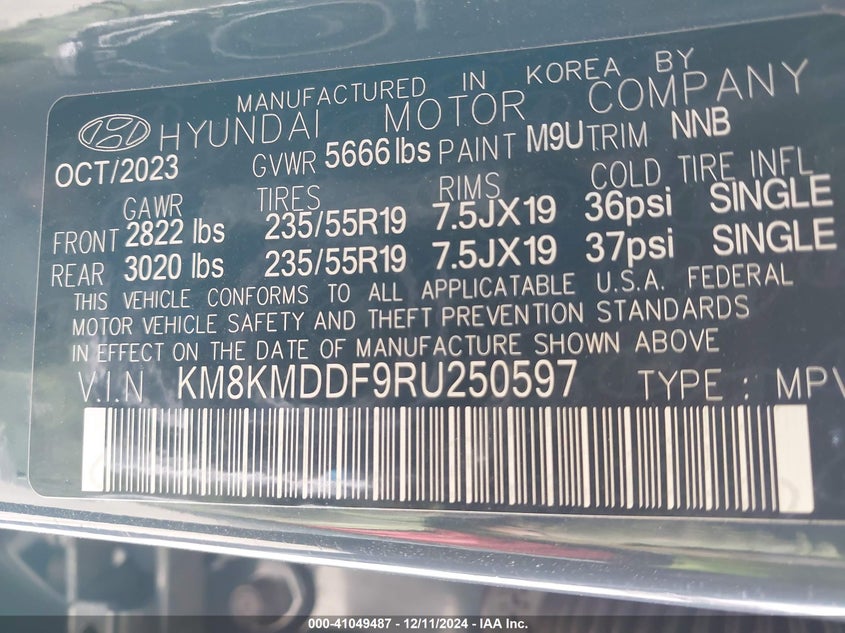 MANUFACTURED IN KOREA BY
HYUNDAI MOTOR COMPANY
OCT/2023 GVWR 5666 lbs PAINT M9U TRIM NNB
GAWR TIRES RIMS COLD TIRE INFL
FRONT 2822 lbs 235/55R19 7.5JX19 36psi SINGLE
REAR 3020 lbs 235/55R19 7.5JX19 37psi SINGLE
THIS VEHICLE CONFORMS TO ALL APPLICATABLE U.S.A. FEDERAL
MOTOR VEHICLE SAFETY AND THEFT PREVENTION STANDARDS
IN EFFECT ON THE DATE OF MANUFACTURE SHOWN ABOVE
V.I.N KM8KMDDF9RU250597 TYPE : MPV
000-41049487 - 12/11/2024 - IAA Inc.